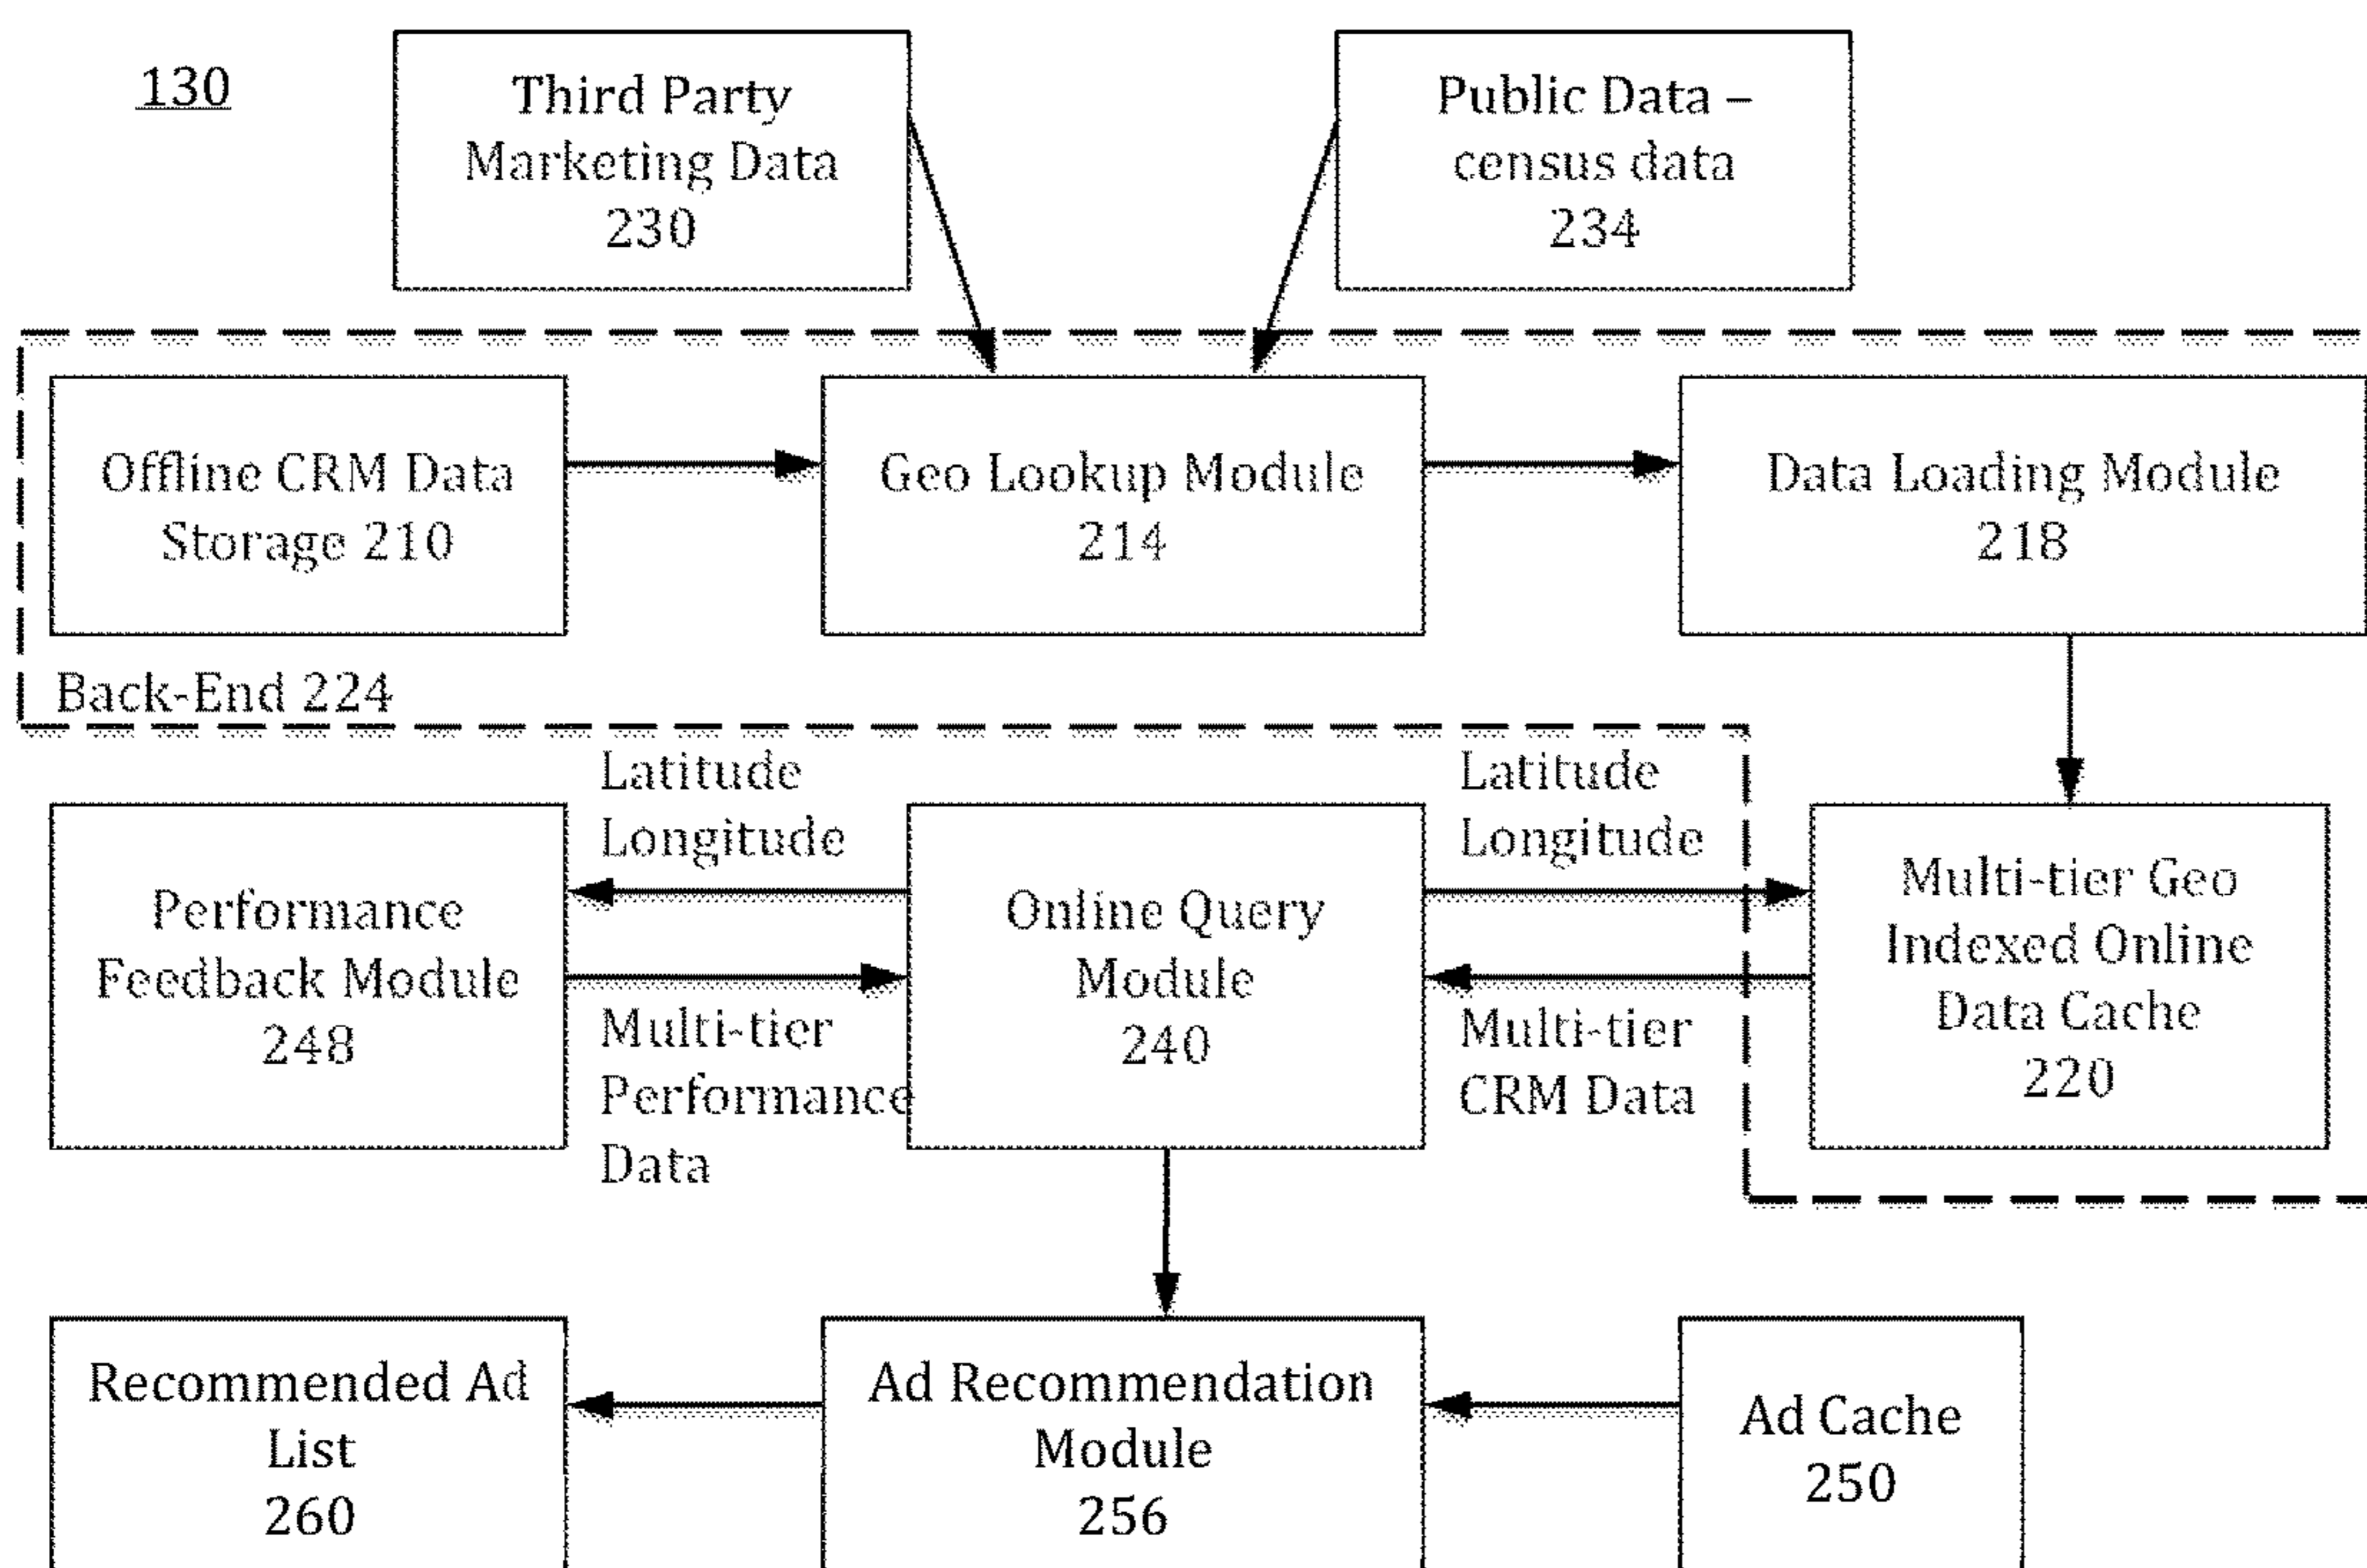 130
Third Party
Marketing Data
230
Public Data –
census data
234
Offline CRM Data
Storage 210
Geo Lookup Module
214
Data Loading Module
218
Back-End 224
Latitude
Longitude
Latitude
Longitude
Performance
Feedback Module
248
Online Query
Module
240
Multi-tier Geo
Indexed Online
Data Cache
220
Multi-tier
Performance
Data
Multi-tier
CRM Data
Recommended Ad
List
260
Ad Recommendation
Module
256
Ad Cache
250